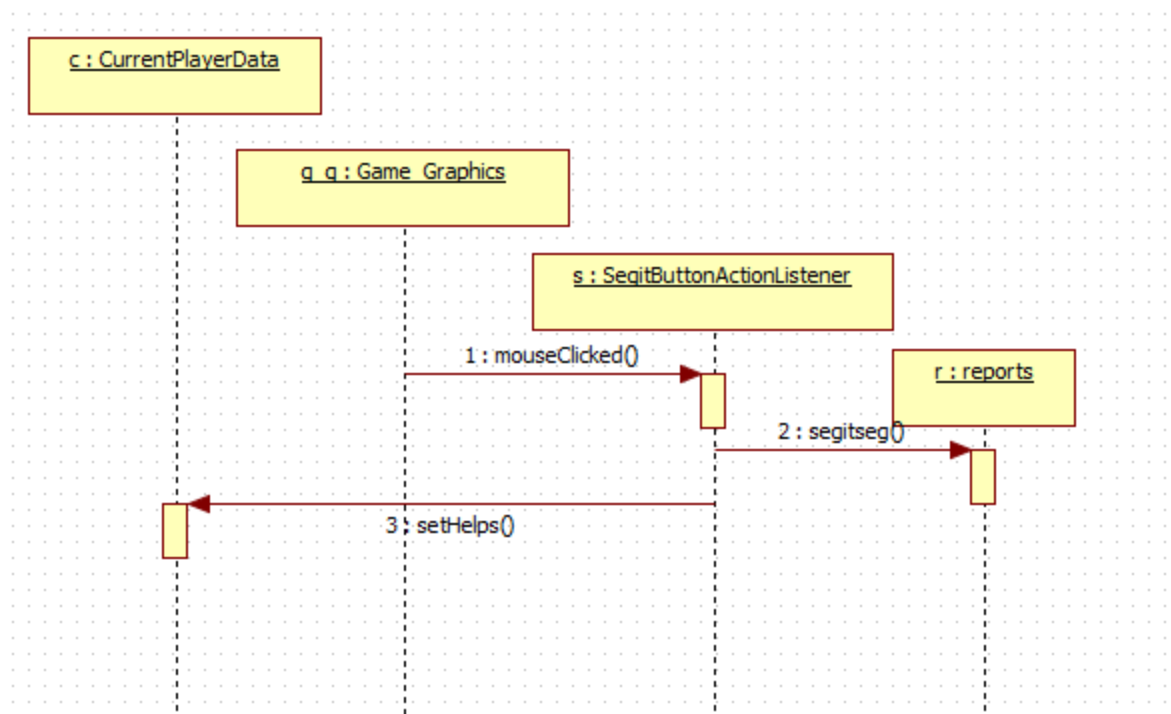 c : CurrentPlayerData
g_g : Game_Graphics
s : SegitButtonActionListener
1 : mouseClicked()
r : reports
2 : segitseg()
3 : setHelps()